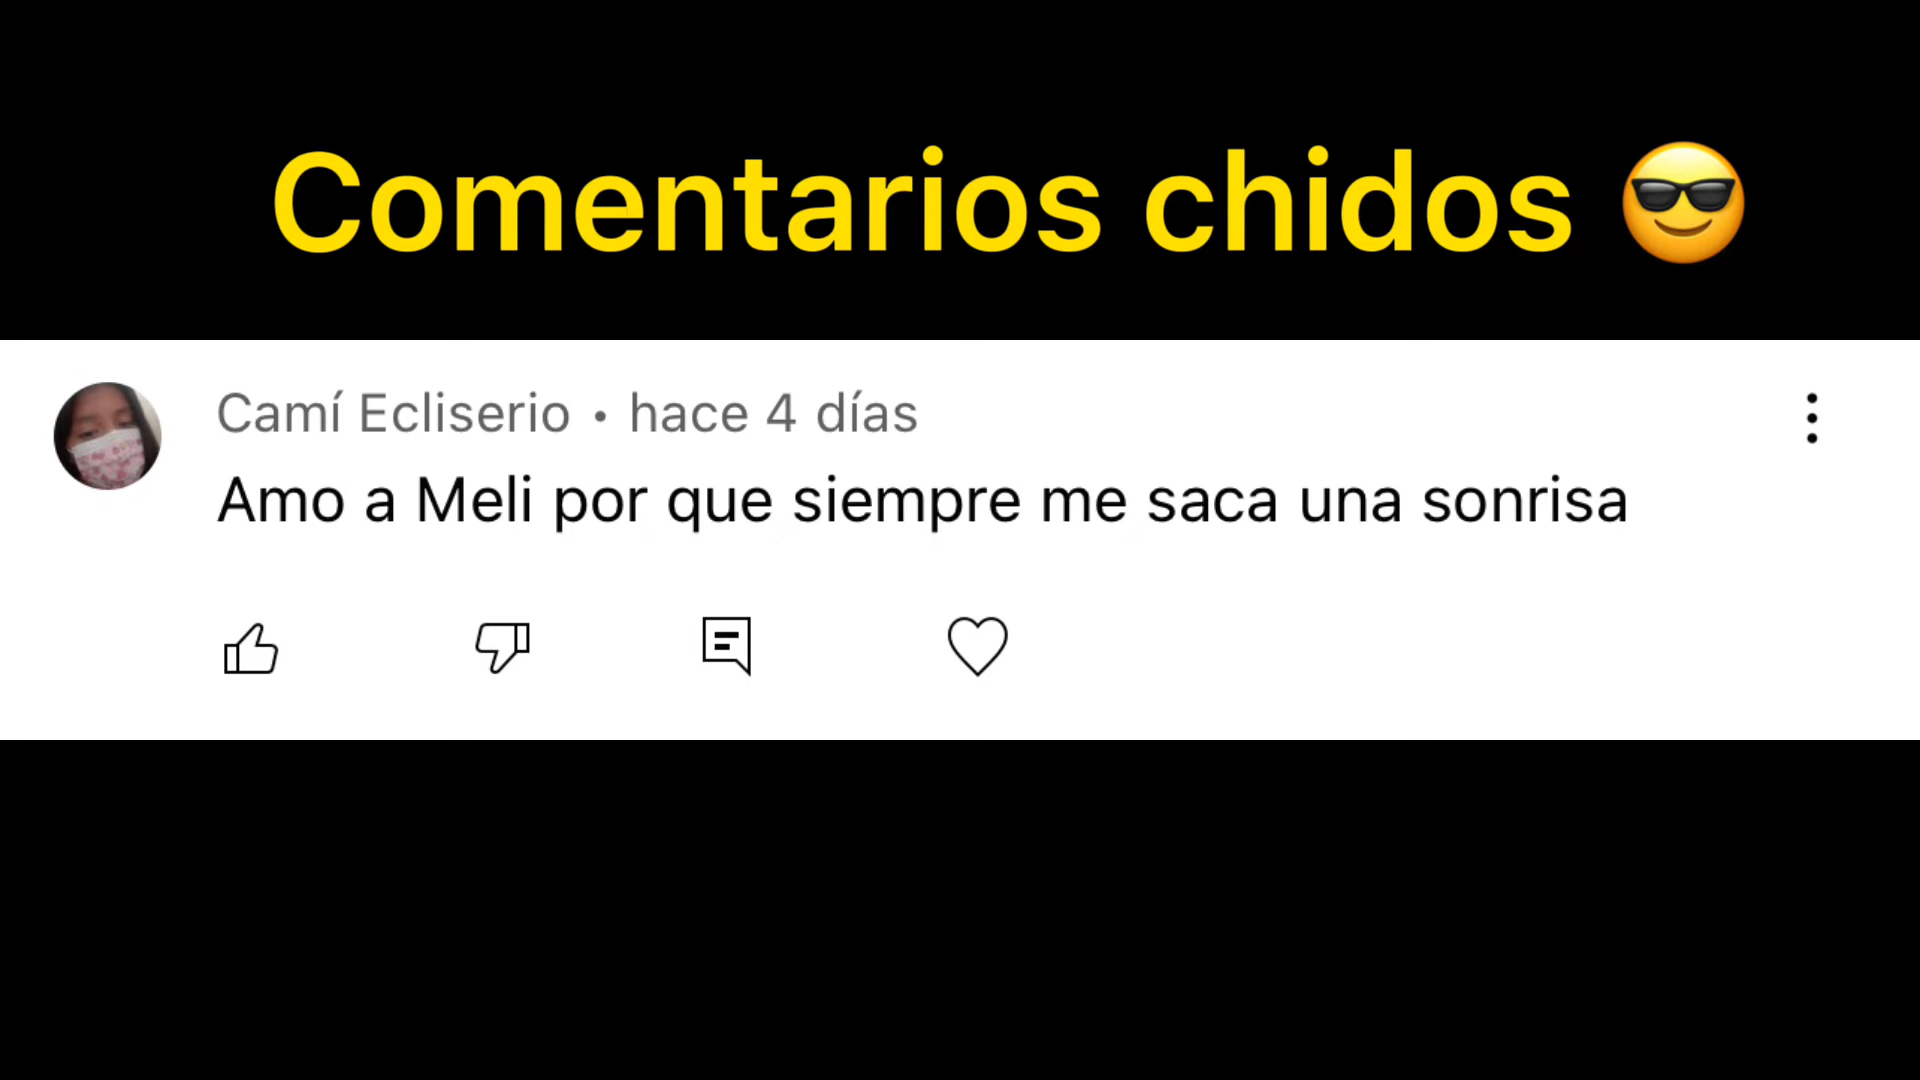 Comentarios chidos 😎
Camí Ecliserio • hace 4 días
Amo a Meli por que siempre me saca una sonrisa